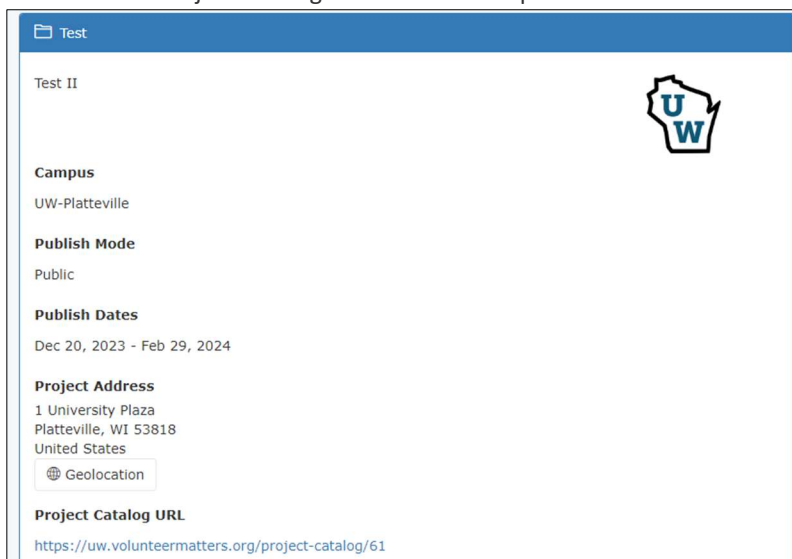 Test
Test II
UW
Campus
UW-Platteville
Publish Mode
Public
Publish Dates
Dec 20, 2023 - Feb 29, 2024
Project Address
1 University Plaza
Platteville, WI 53818
United States
Geolocation
Project Catalog URL
https://uw.volunteermatters.org/project-catalog/61